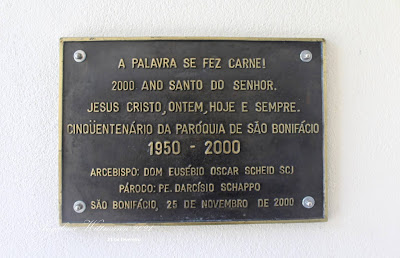 A PALAVRA SE FEZ CARNE!
2000 ANO SANTO DO SENHOR.
JESUS CRISTO, ONTEM, HOJE E SEMPRE.
CINQÜENTENÁRIO DA PARÓQUIA DE SÃO BONIFÁCIO
1950 - 2000
ARCEBISPO: DOM EUSÉBIO OSCAR SCHEID SCJ
PÁROCO: PE. DARCÍSIO SCHAPPO
SÃO BONIFÁCIO, 25 DE NOVEMBRO DE 2000